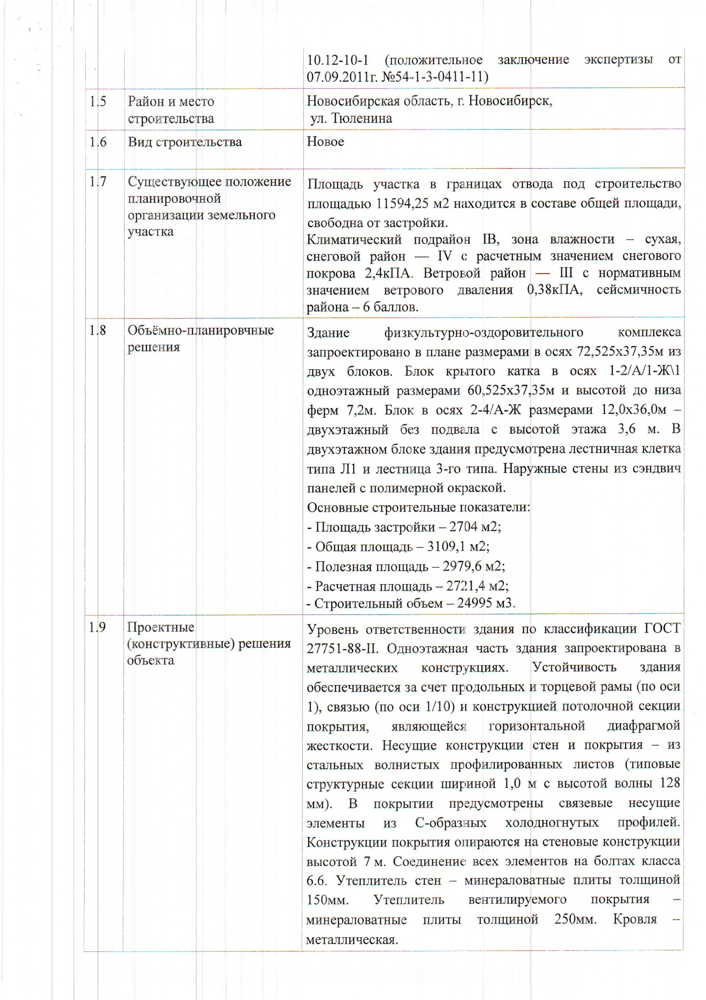 10.12-10-1 (положительное заключение экспертизы от
07.09.2011г. №54-1-3-0411-11)
1.5
Район и место
строительства
Новосибирская область, г. Новосибирск,
ул. Тюленина
1.6
Вид строительства
Новое
1.7
Существующее положение
планировочной
организации земельного
участка
Площадь участка в границах отвода под строительство
площадью 11594,25 м2 находится в составе общей площади,
свободна от застройки.
Климатический подрайон IВ, зона влажности – сухая,
снеговой район — IV с расчетным значением снегового
покрова 2,4кПА. Ветровой район — III с нормативным
значением ветрового дваления 0,38кПА, сейсмичность
района – 6 баллов.
1.8
Объёмно-планировчные
решения
Здание физкультурно-оздоровительного комплекса
запроектировано в плане размерами в осях 72,525х37,35м из
двух блоков. Блок крытого катка в осях 1-2/А/1-Ж\1
одноэтажный размерами 60,525х37,35м и высотой до низа
ферм 7,2м. Блок в осях 2-4/А-Ж размерами 12,0х36,0м –
двухэтажный без подвала с высотой этажа 3,6 м. В
двухэтажном блоке здания предусмотрена лестничная клетка
типа Л1 и лестница 3-го типа. Наружные стены из сэндвич
панелей с полимерной окраской.
Основные строительные показатели:
- Площадь застройки – 2704 м2;
- Общая площадь – 3109,1 м2;
- Полезная площадь – 2979,6 м2;
- Расчетная площадь – 2721,4 м2;
- Строительный объем – 24995 м3.
1.9
Проектные
(конструктивные) решения
объекта
Уровень ответственности здания по классификации ГОСТ
27751-88-II. Одноэтажная часть здания запроектирована в
металлических конструкциях. Устойчивость здания
обеспечивается за счет продольных и торцевой рамы (по оси
1), связью (по оси 1/10) и конструкцией потолочной секции
покрытия, являющейся горизонтальной диафрагмой
жесткости. Несущие конструкции стен и покрытия – из
стальных волнистых профилированных листов (типовые
структурные секции шириной 1,0 м с высотой волны 128
мм). В покрытии предусмотрены связевые несущие
элементы из С-образных холодногнутых профилей.
Конструкции покрытия опираются на стеновые конструкции
высотой 7 м. Соединение всех элементов на болтах класса
6.6. Утеплитель стен – минераловатные плиты толщиной
150мм. Утеплитель вентилируемого покрытия –
минераловатные плиты толщиной 250мм. Кровля –
металлическая.